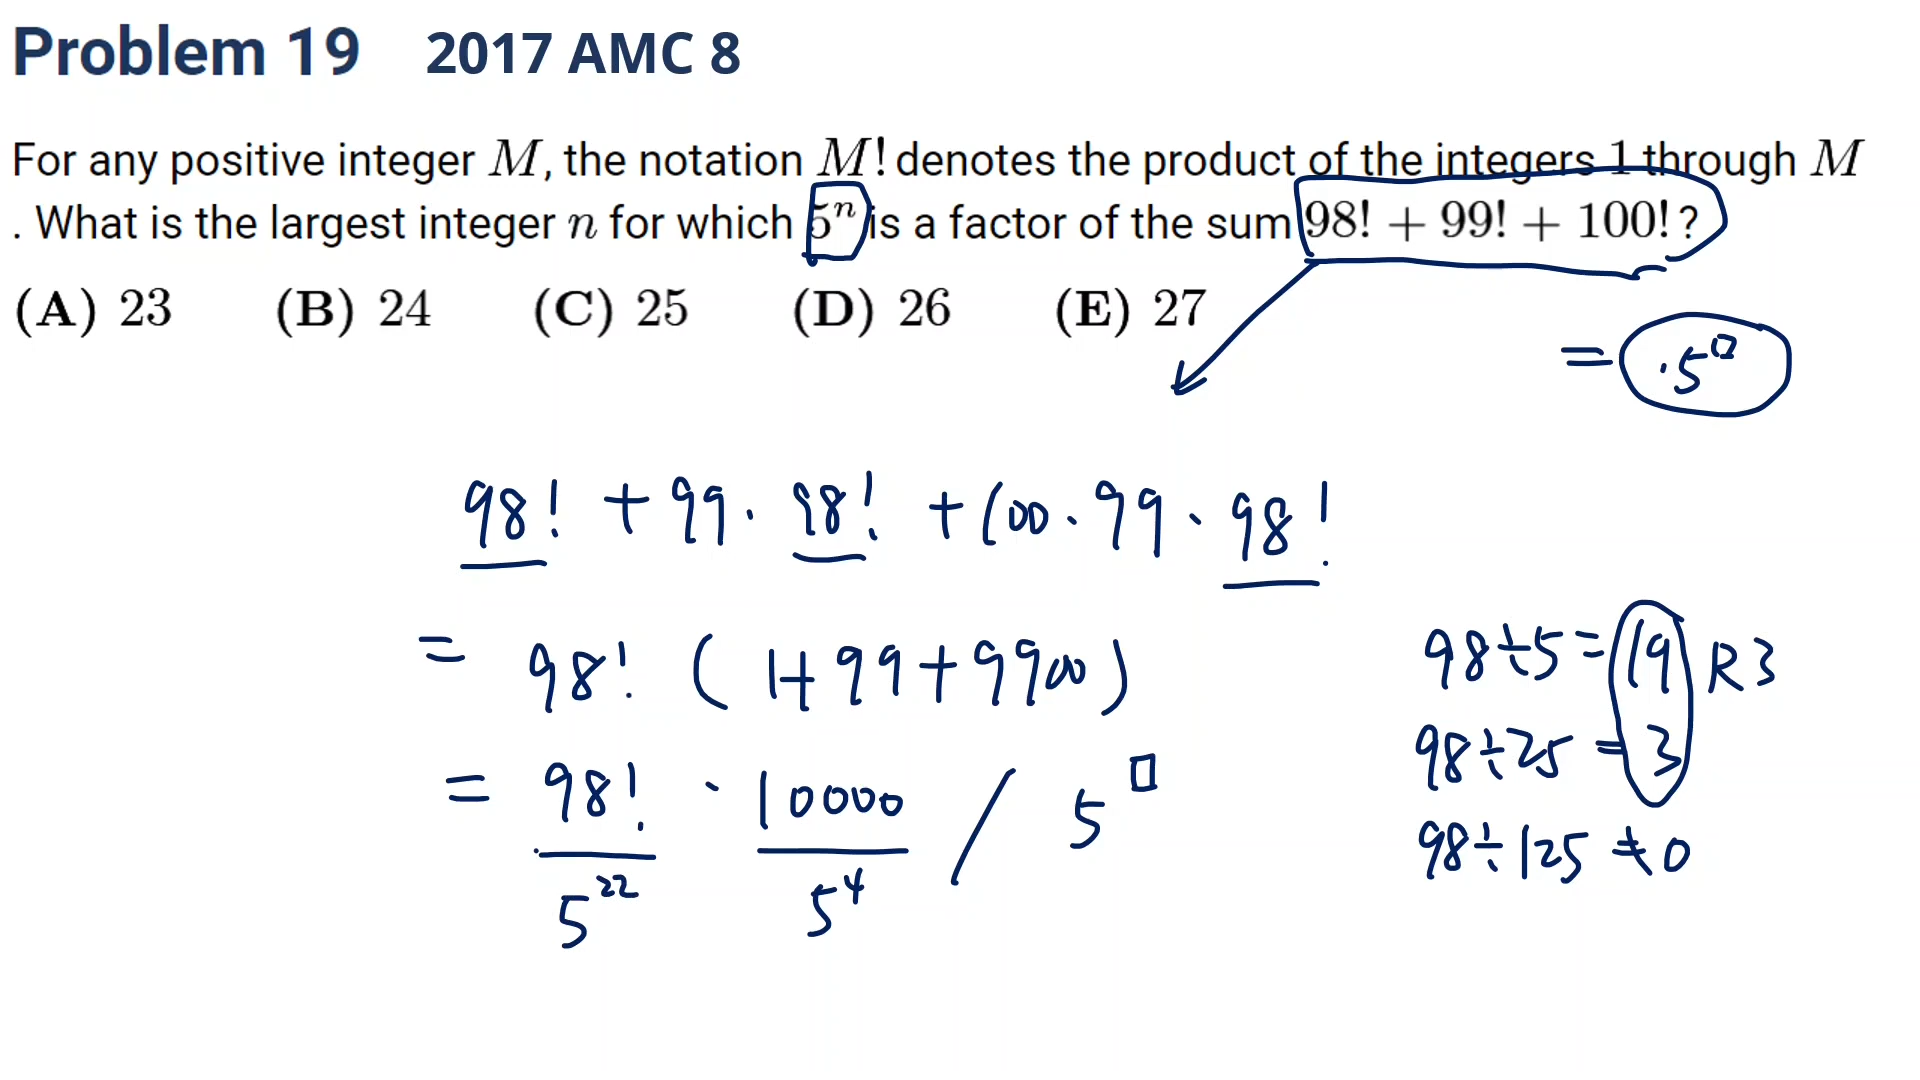 Problem 19 2017 AMC 8
For any positive integer M, the notation M! denotes the product of the integers 1 through M
. What is the largest integer n for which 5ⁿ is a factor of the sum 98! + 99! + 100! ?
(A) 23 (B) 24 (C) 25 (D) 26 (E) 27
= ·5^□
98! + 99 · 98! + 100 · 99 · 98!
= 98! (1+99+9900)
98÷5=19 R3
98÷25=3
= 98! · 10000 / 5^□
98÷125≠0
5²² 5⁴